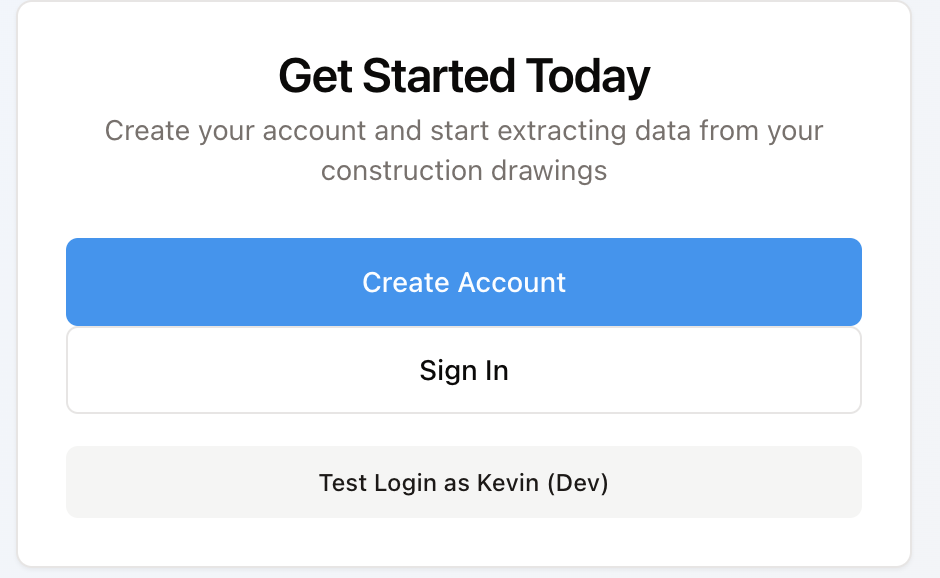 Get Started Today
Create your account and start extracting data from your
construction drawings
Create Account
Sign In
Test Login as Kevin (Dev)